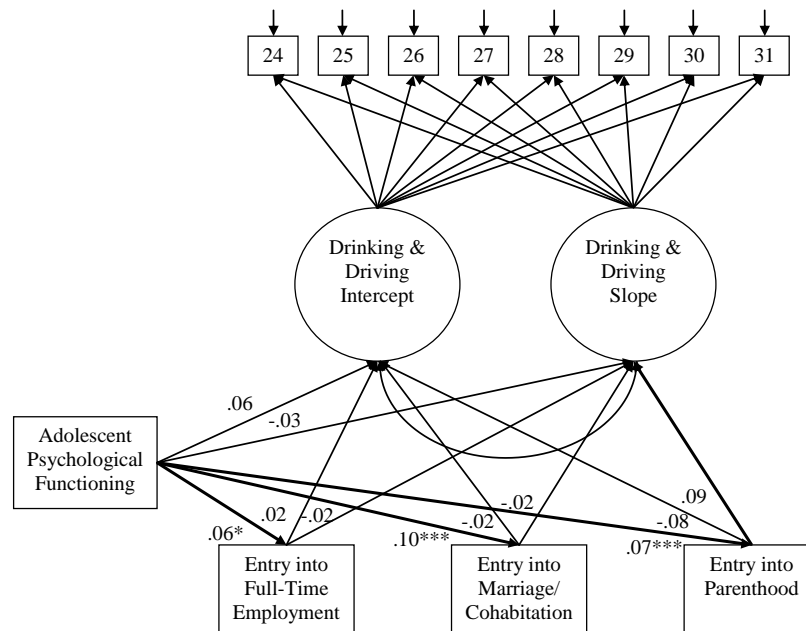 24 25 26 27 28 29 30 31
Drinking &
Driving
Intercept
Drinking &
Driving
Slope
.06
-.03
Adolescent
Psychological
Functioning
.09
-.02
.02 -.02
-.02
-.08
.06*
.10***
.07***
Entry into
Full-Time
Employment
Entry into
Marriage/
Cohabitation
Entry into
Parenthood